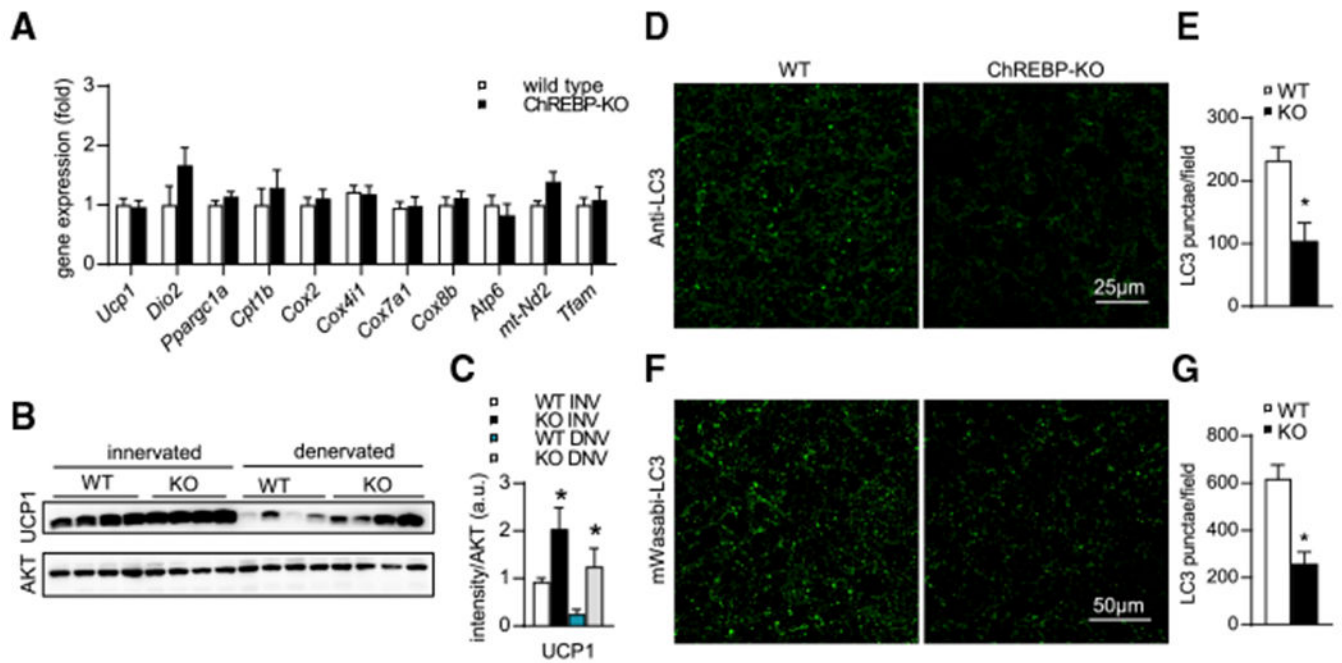 A
3
2
1
0
gene expression (fold)
wild type
ChREBP-KO
Ucp1
Dio2
Ppargc1a
Cpt1b
Cox2
Cox4i1
Cox7a1
Cox8b
Atp6
mt-Nd2
Tfam
B
innervated denervated
WT KO WT KO
UCP1
AKT
C
WT INV
KO INV
WT DNV
KO DNV
3
2
1
0
intensity/AKT (a.u.)
* *
UCP1
D
WT ChREBP-KO
Anti-LC3
25µm
E
WT
KO
300
200
100
0
LC3 punctae/field
*
F
mWasabi-LC3
50µm
G
WT
KO
800
600
400
200
0
LC3 punctae/field
*